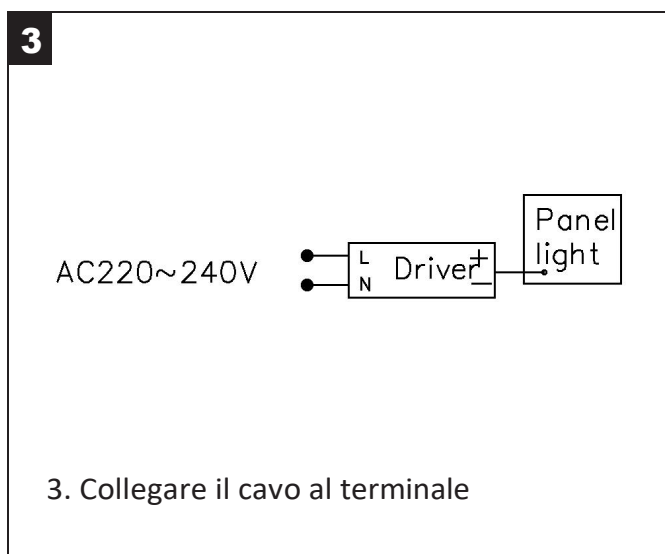 3
AC220~240V
L
N
Driver
+
−
Panel
light
3. Collegare il cavo al terminale